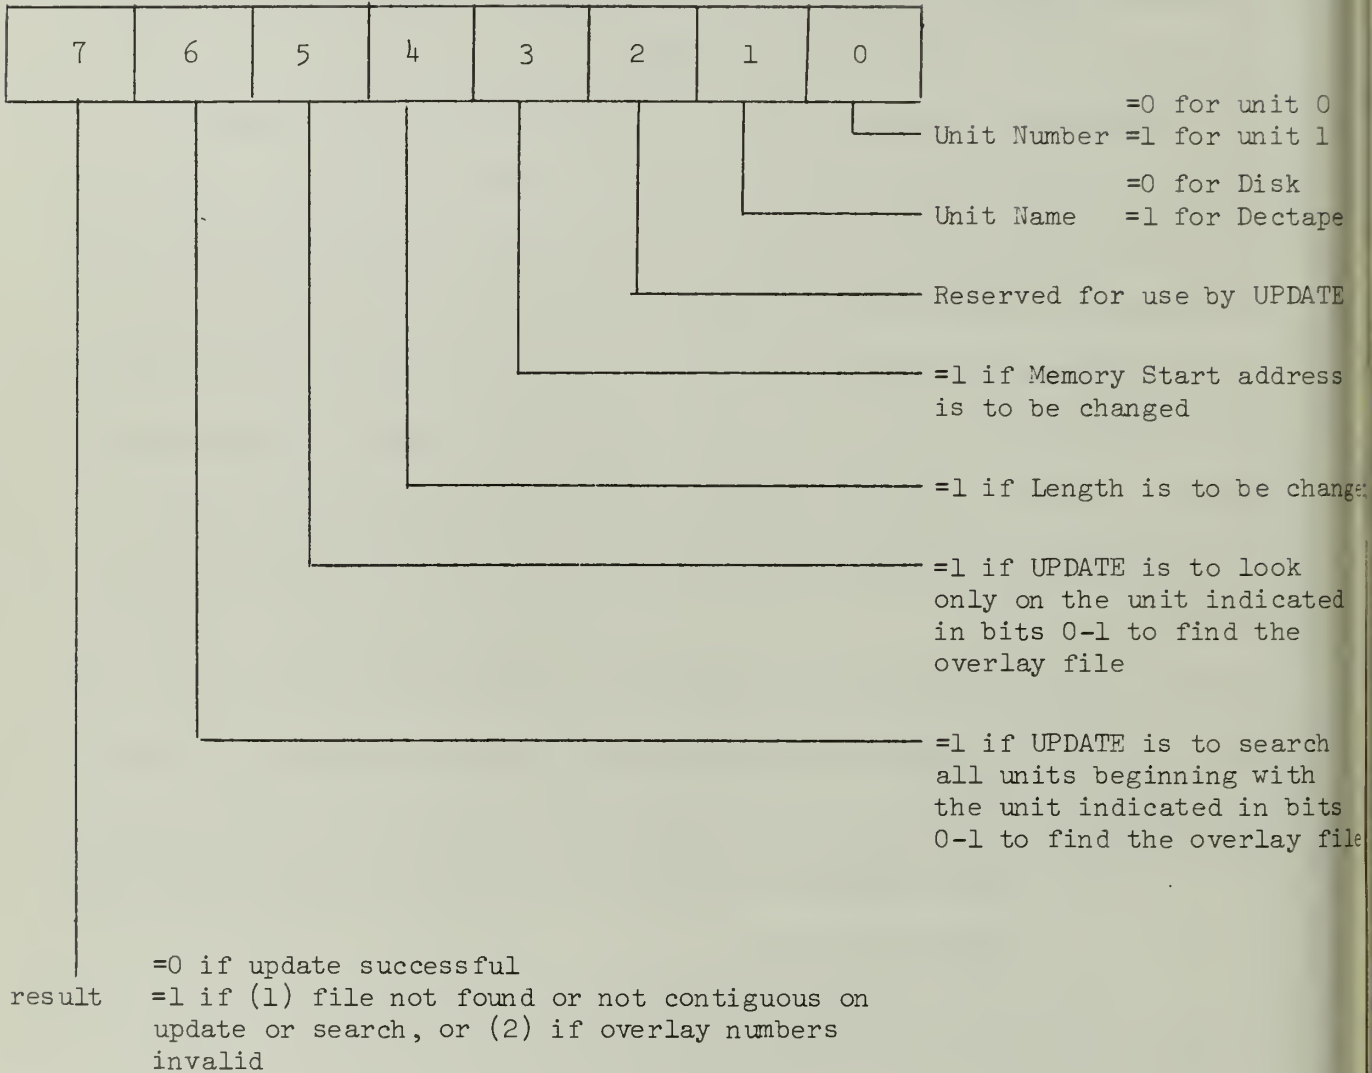 7 6 5 4 3 2 1 0
=0 for unit 0
Unit Number =1 for unit 1
=0 for Disk
Unit Name =1 for Dectape
Reserved for use by UPDATE
=1 if Memory Start address
is to be changed
=1 if Length is to be change
=1 if UPDATE is to look
only on the unit indicated
in bits 0-1 to find the
overlay file
=1 if UPDATE is to search
all units beginning with
the unit indicated in bits
0-1 to find the overlay file
=0 if update successful
result =1 if (1) file not found or not contiguous on
update or search, or (2) if overlay numbers
invalid